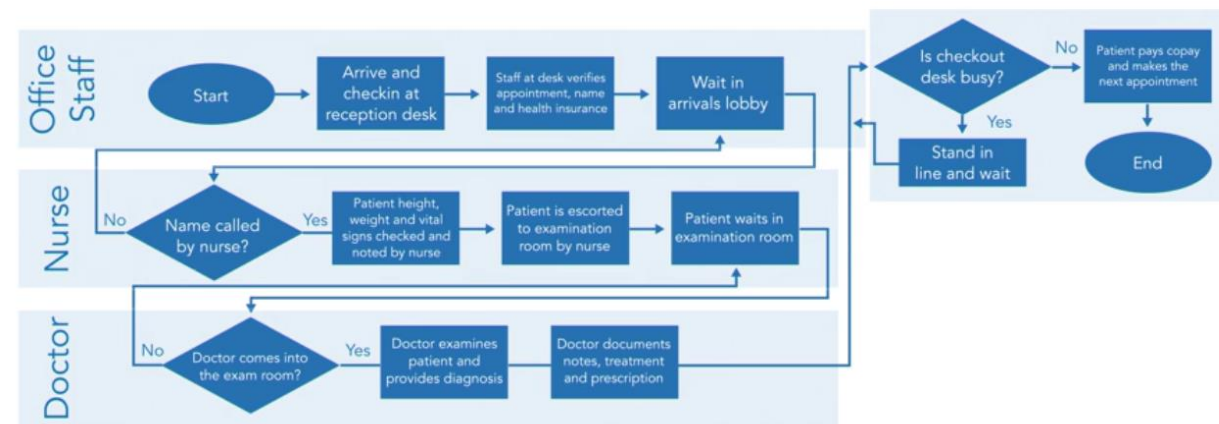 Office
Staff
Start
Arrive and
checkin at
reception desk
Staff at desk verifies
appointment, name
and health insurance
Wait in
arrivals lobby
Is checkout
desk busy?
No
Patient pays copay
and makes the
next appointment
Yes
Stand in
line and wait
End
Nurse
No
Name called
by nurse?
Yes
Patient height,
weight and vital
signs checked and
noted by nurse
Patient is escorted
to examination
room by nurse
Patient waits in
examination room
Doctor
No
Doctor comes into
the exam room?
Yes
Doctor examines
patient and
provides diagnosis
Doctor documents
notes, treatment
and prescription